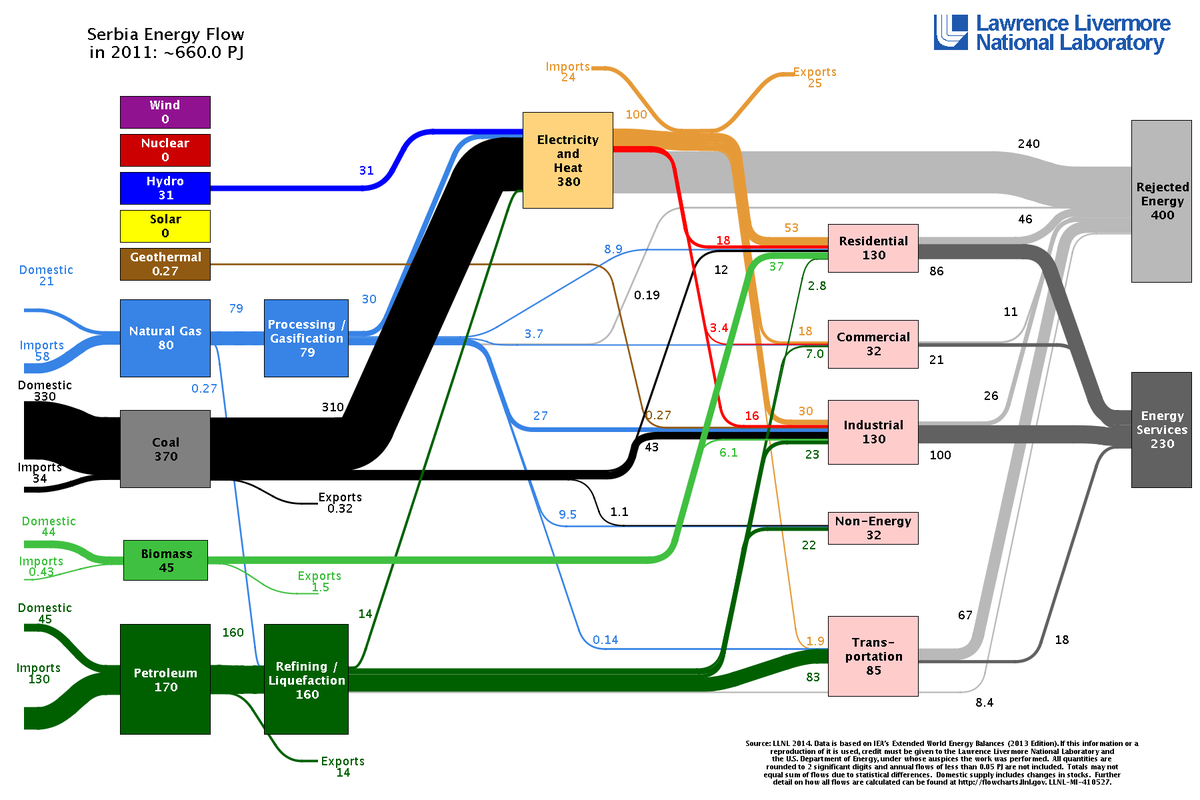 Serbia Energy Flow
in 2011: ~660.0 PJ
Lawrence Livermore
National Laboratory
Imports
24
Exports
25
Wind
0
Nuclear
0
Hydro
31
Solar
0
Geothermal
0.27
31
Electricity
and
Heat
380
100
240
Rejected
Energy
400
Domestic
21
Imports
58
Natural Gas
80
79
0.27
Processing /
Gasification
79
30
8.9
3.7
0.19
18
12
53
37
2.8
Residential
130
46
86
3.4
18
7.0
Commercial
32
11
21
Domestic
330
Imports
34
Coal
370
310
Exports
0.32
27
0.27
43
16
6.1
30
23
Industrial
130
26
100
Energy
Services
230
9.5
1.1
22
Non-Energy
32
Domestic
44
Imports
0.43
Biomass
45
Exports
1.5
Domestic
45
Imports
130
Petroleum
170
160
Refining /
Liquefaction
160
14
Exports
14
0.14
1.9
83
Trans-
portation
85
67
18
8.4
Source: LLNL 2014. Data is based on IEA's Extended World Energy Balances (2013 Edition). If this information or a
reproduction of it is used, credit must be given to the Lawrence Livermore National Laboratory and
the U.S. Department of Energy, under whose auspices the work was performed. All quantities are
rounded to 2 significant digits and annual flows of less than 0.05 PJ are not included. Totals may not
equal sum of flows due to statistical differences. Domestic supply includes changes in stocks. Further
detail on how all flows are calculated can be found at http://flowcharts.llnl.gov. LLNL-MI-410527.